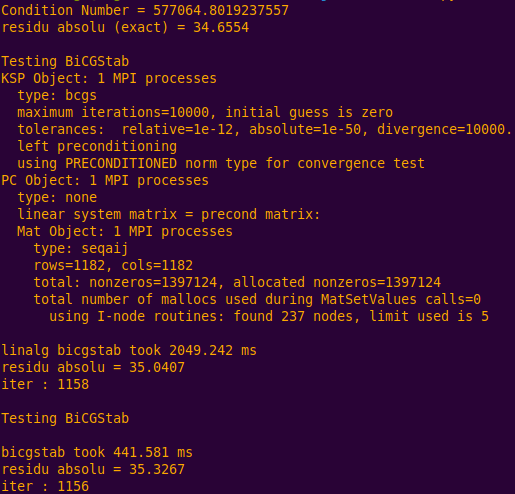 Condition Number = 577064.8019237557
residu absolu (exact) = 34.6554
Testing BiCGStab
KSP Object: 1 MPI processes
type: bcgs
maximum iterations=10000, initial guess is zero
tolerances:  relative=1e-12, absolute=1e-50, divergence=10000.
left preconditioning
using PRECONDITIONED norm type for convergence test
PC Object: 1 MPI processes
type: none
linear system matrix = precond matrix:
Mat Object: 1 MPI processes
type: seqaij
rows=1182, cols=1182
total: nonzeros=1397124, allocated nonzeros=1397124
total number of mallocs used during MatSetValues calls=0
using I-node routines: found 237 nodes, limit used is 5
linalg bicgstab took 2049.242 ms
residu absolu = 35.0407
iter : 1158
Testing BiCGStab
bicgstab took 441.581 ms
residu absolu = 35.3267
iter : 1156